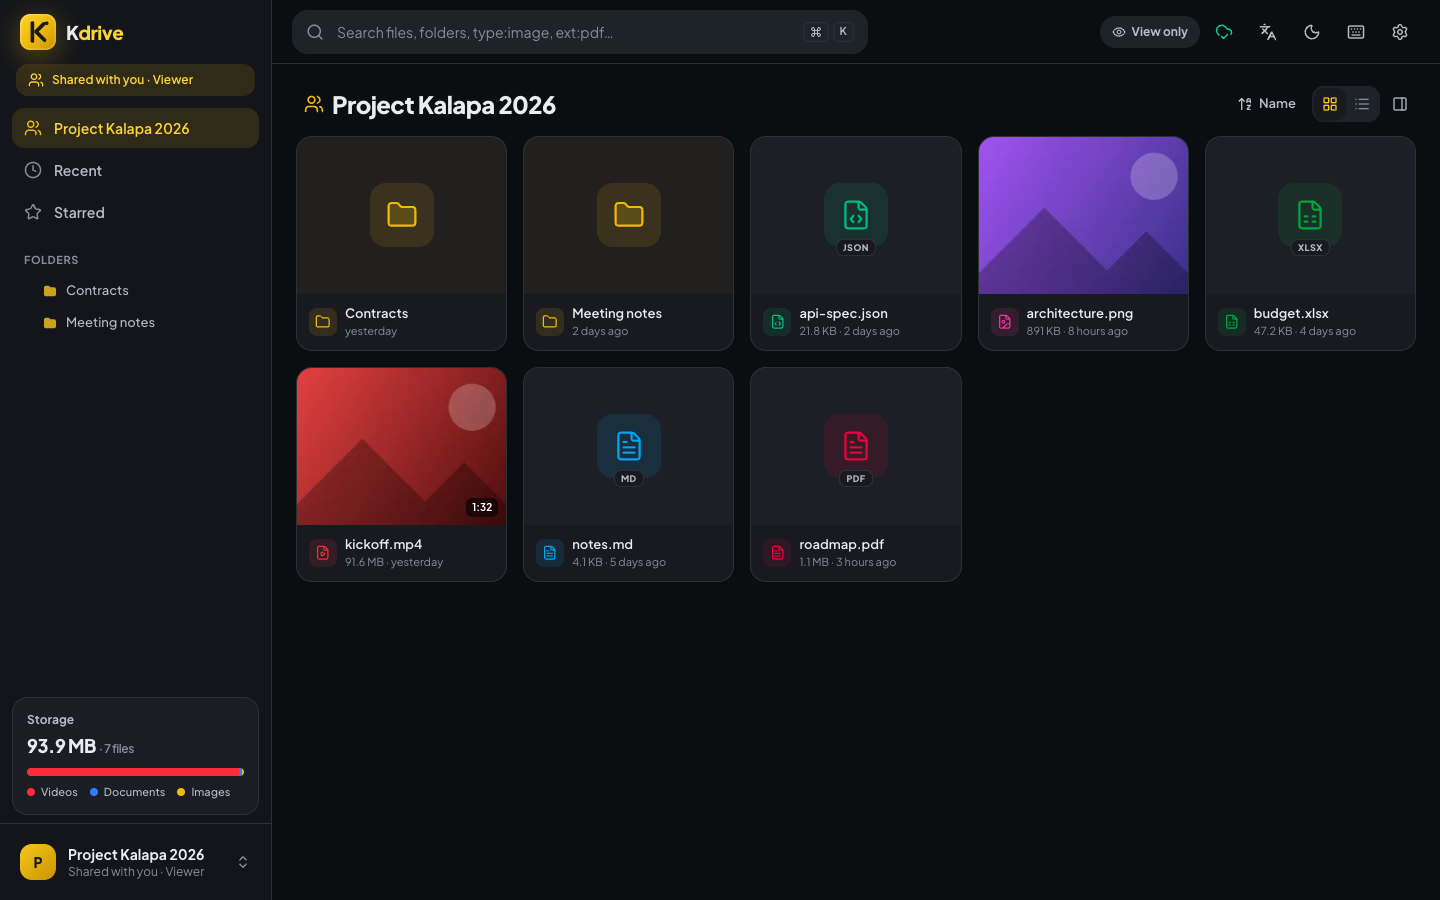 Kdrive
Shared with you · Viewer
Project Kalapa 2026
Recent
Starred
FOLDERS
Contracts
Meeting notes
Storage
93.9 MB · 7 files
Videos Documents Images
P
Project Kalapa 2026
Shared with you · Viewer
Search files, folders, type:image, ext:pdf... ⌘ K
View only
Project Kalapa 2026
Name
Contracts
yesterday
Meeting notes
2 days ago
JSON
api-spec.json
21.8 KB · 2 days ago
architecture.png
891 KB · 8 hours ago
XLSX
budget.xlsx
47.2 KB · 4 days ago
1:32
kickoff.mp4
91.6 MB · yesterday
MD
notes.md
4.1 KB · 5 days ago
PDF
roadmap.pdf
1.1 MB · 3 hours ago